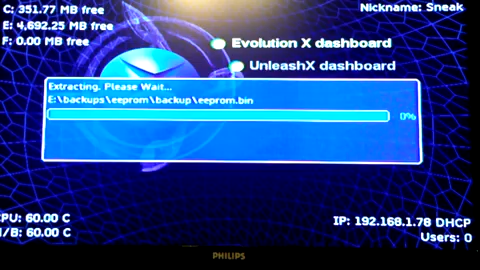 C: 351.77 MB free
E: 4,692.25 MB free
F: 0.00 MB free
Nickname: Sneak
Evolution X dashboard
UnleashX dashboard
Extracting. Please Wait...
E:\backups\eeprom\backup\eeprom.bin
0%
CPU: 60.00 C
M/B: 60.00 C
IP: 192.168.1.78 DHCP
Users: 0
PHILIPS